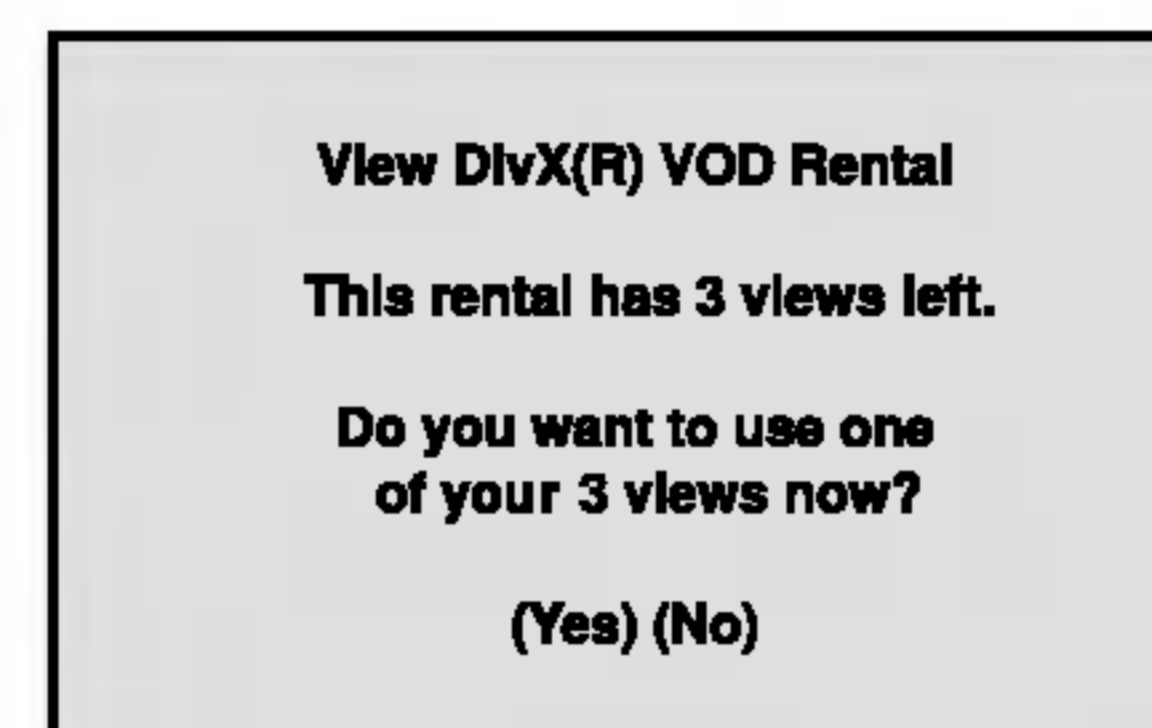 View DivX(R) VOD Rental
This rental has 3 views left.
Do you want to use one
of your 3 views now?
(Yes) (No)